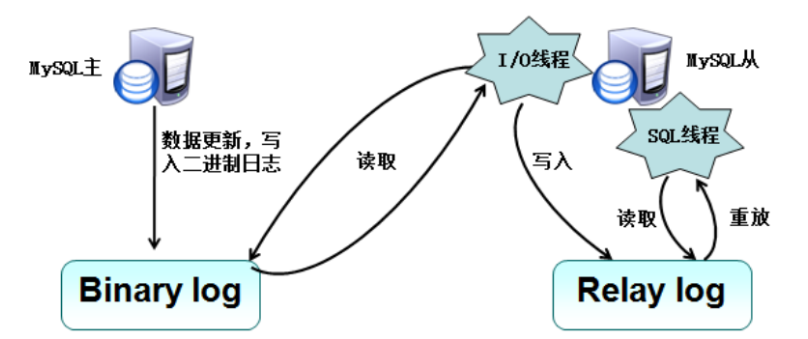 MySQL主
I/O线程
MySQL从
SQL线程
数据更新，写
入二进制日志
读取
写入
读取
重放
Binary log
Relay log